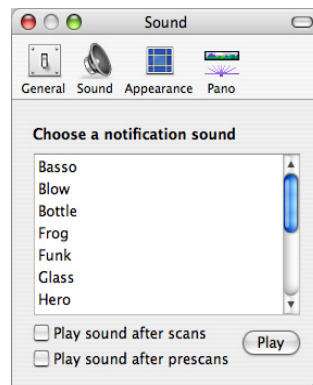 Sound
General Sound Appearance Pano
Choose a notification sound
Basso
Blow
Bottle
Frog
Funk
Glass
Hero
Play sound after scans
Play
Play sound after prescans